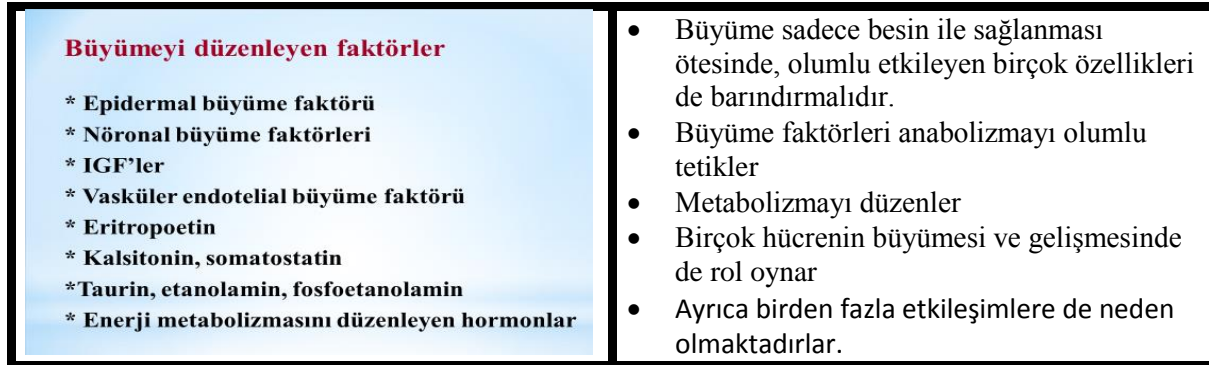 Büyümeyi düzenleyen faktörler
* Epidermal büyüme faktörü
* Nöronal büyüme faktörleri
* IGF’ler
* Vasküler endotelial büyüme faktörü
* Eritropoetin
* Kalsitonin, somatostatin
*Taurin, etanolamin, fosfoetanolamin
* Enerji metabolizmasını düzenleyen hormonlar
• Büyüme sadece besin ile sağlanması
ötesinde, olumlu etkileyen birçok özellikleri
de barındırmalıdır.
• Büyüme faktörleri anabolizmayı olumlu
tetikler
• Metabolizmayı düzenler
• Birçok hücrenin büyümesi ve gelişmesinde
de rol oynar
• Ayrıca birden fazla etkileşimlere de neden
olmaktadırlar.